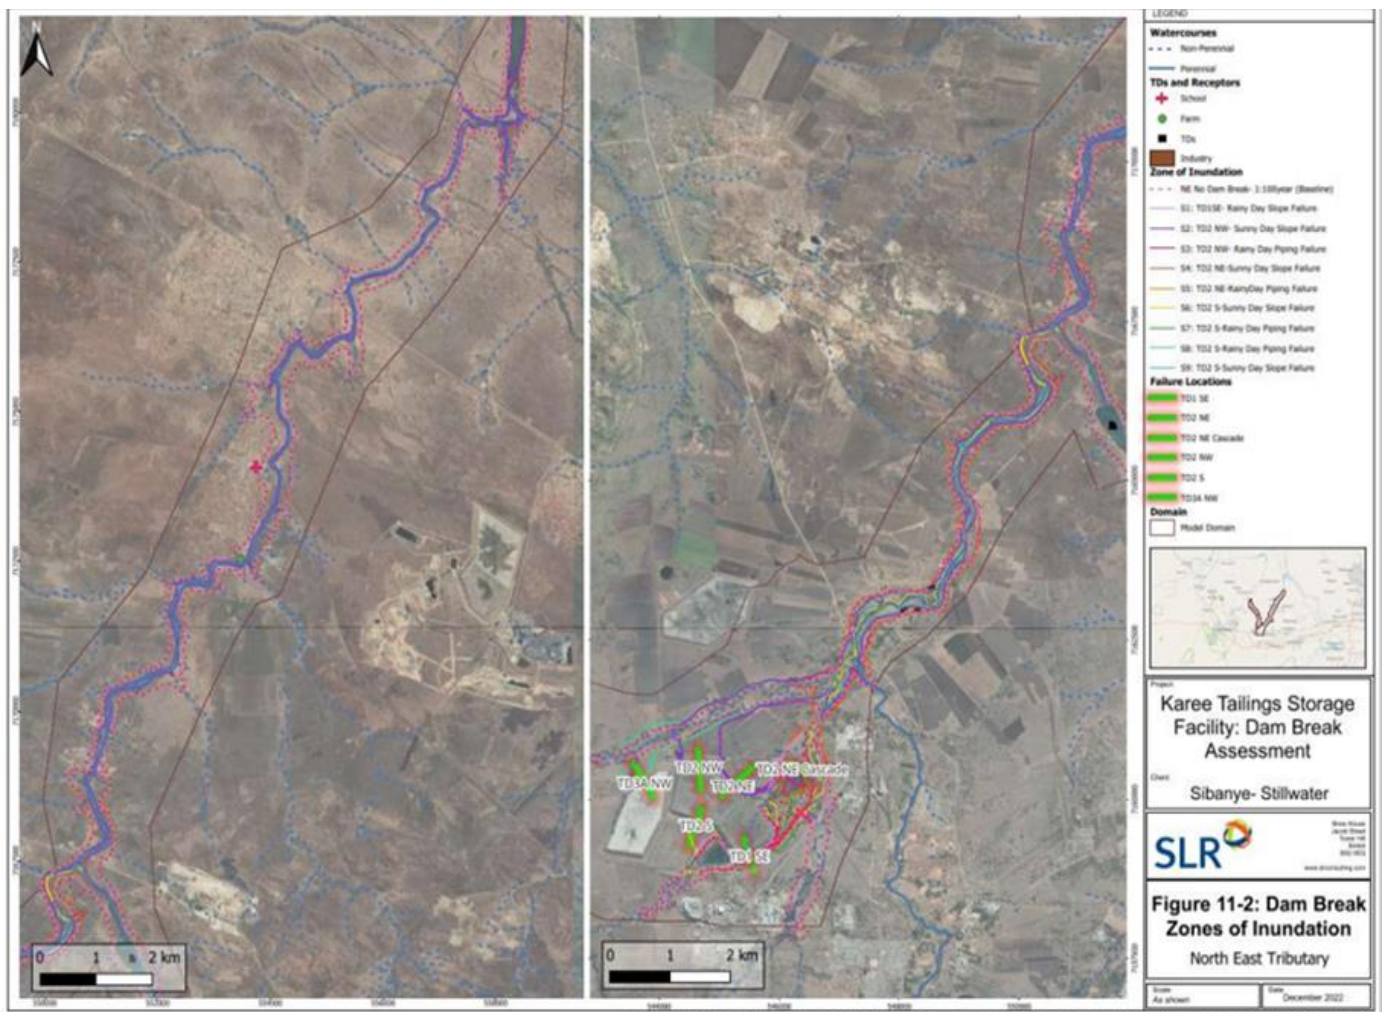 N
LEGEND
Watercourses
Non-Perennial
Perennial
TDs and Receptors
School
Farm
TDs
Industry
Zone of Inundation
NE No Dam Break- 1:100year (Baseline)
S1: TD1SE- Rainy Day Slope Failure
S2: TD2 NW- Sunny Day Slope Failure
S3: TD2 NW- Rainy Day Piping Failure
S4: TD2 NE-Sunny Day Slope Failure
S5: TD2 NE-RainyDay Piping Failure
S6: TD2 S-Sunny Day Slope Failure
S7: TD2 S-Rainy Day Piping Failure
S8: TD2 S-Rainy Day Piping Failure
S9: TD2 S-Sunny Day Slope Failure
Failure Locations
TD1 SE
TD2 NE
TD2 NE Cascade
TD2 NW
TD2 S
TD3A NW
Domain
Model Domain
TD3A NW
TD2 NW
TD2 NE
TD2 NE Cascade
TD2 S
TD1 SE
0 1 2 km
0 1 2 km
Project
Karee Tailings Storage
Facility: Dam Break
Assessment
Client
Sibanye- Stillwater
SLR
Figure 11-2: Dam Break
Zones of Inundation
North East Tributary
Scale
As shown
Date
December 2022